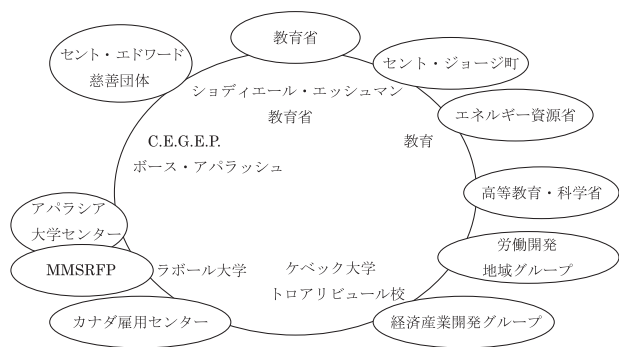 教育省
セント・エドワード
慈善団体
セント・ジョージ町
ショディエール・エッシュマン
教育省
エネルギー資源省
C.E.G.E.P.
ボース・アパラッシュ
教育
高等教育・科学省
アパラシア
大学センター
労働開発
地域グループ
MMSRFP
ラボール大学
ケベック大学
トロアリビュール校
カナダ雇用センター
経済産業開発グループ